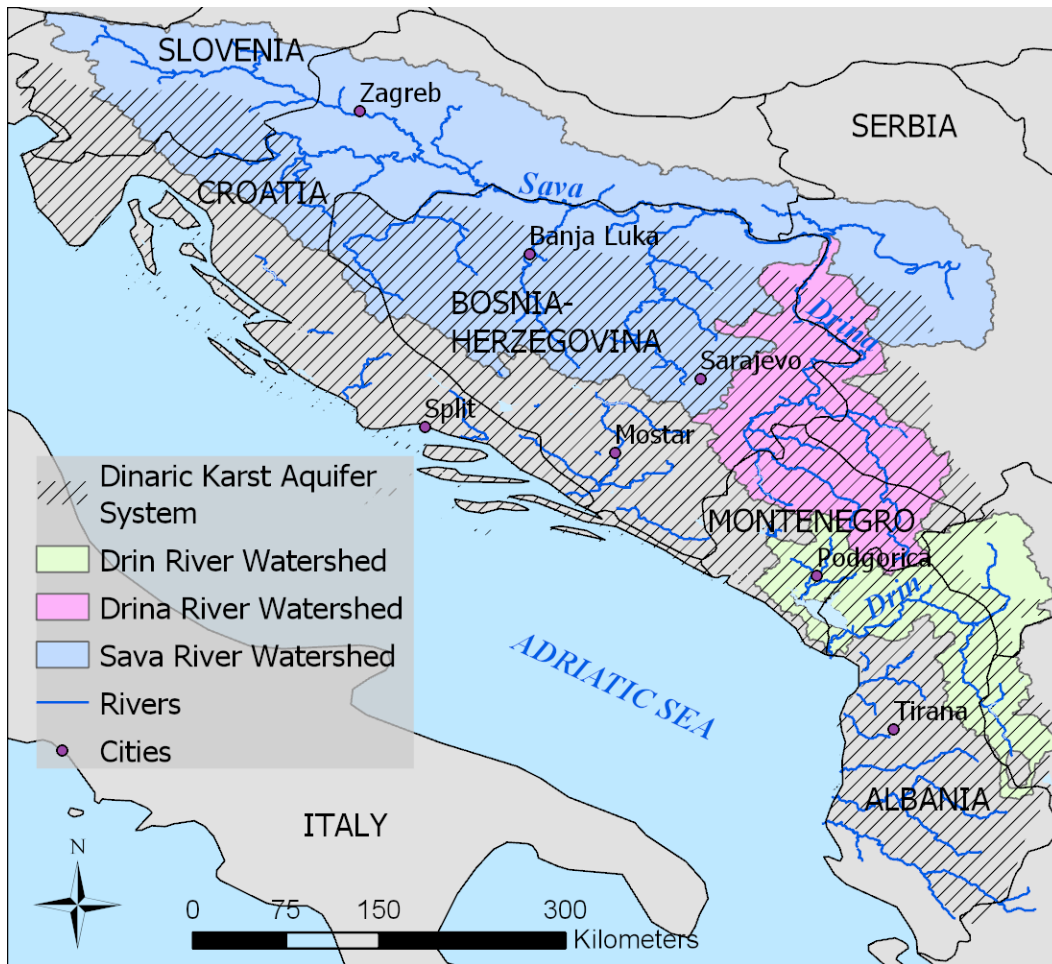 SLOVENIA
Zagreb
SERBIA
CROATIA
Sava
Banja Luka
BOSNIA-
HERZEGOVINA
Drina
Sarajevo
Split
Mostar
MONTENEGRO
Podgorica
Drin
ADRIATIC SEA
Tirana
ALBANIA
ITALY
Dinaric Karst Aquifer
System
Drin River Watershed
Drina River Watershed
Sava River Watershed
Rivers
Cities
N
0 75 150 300
Kilometers